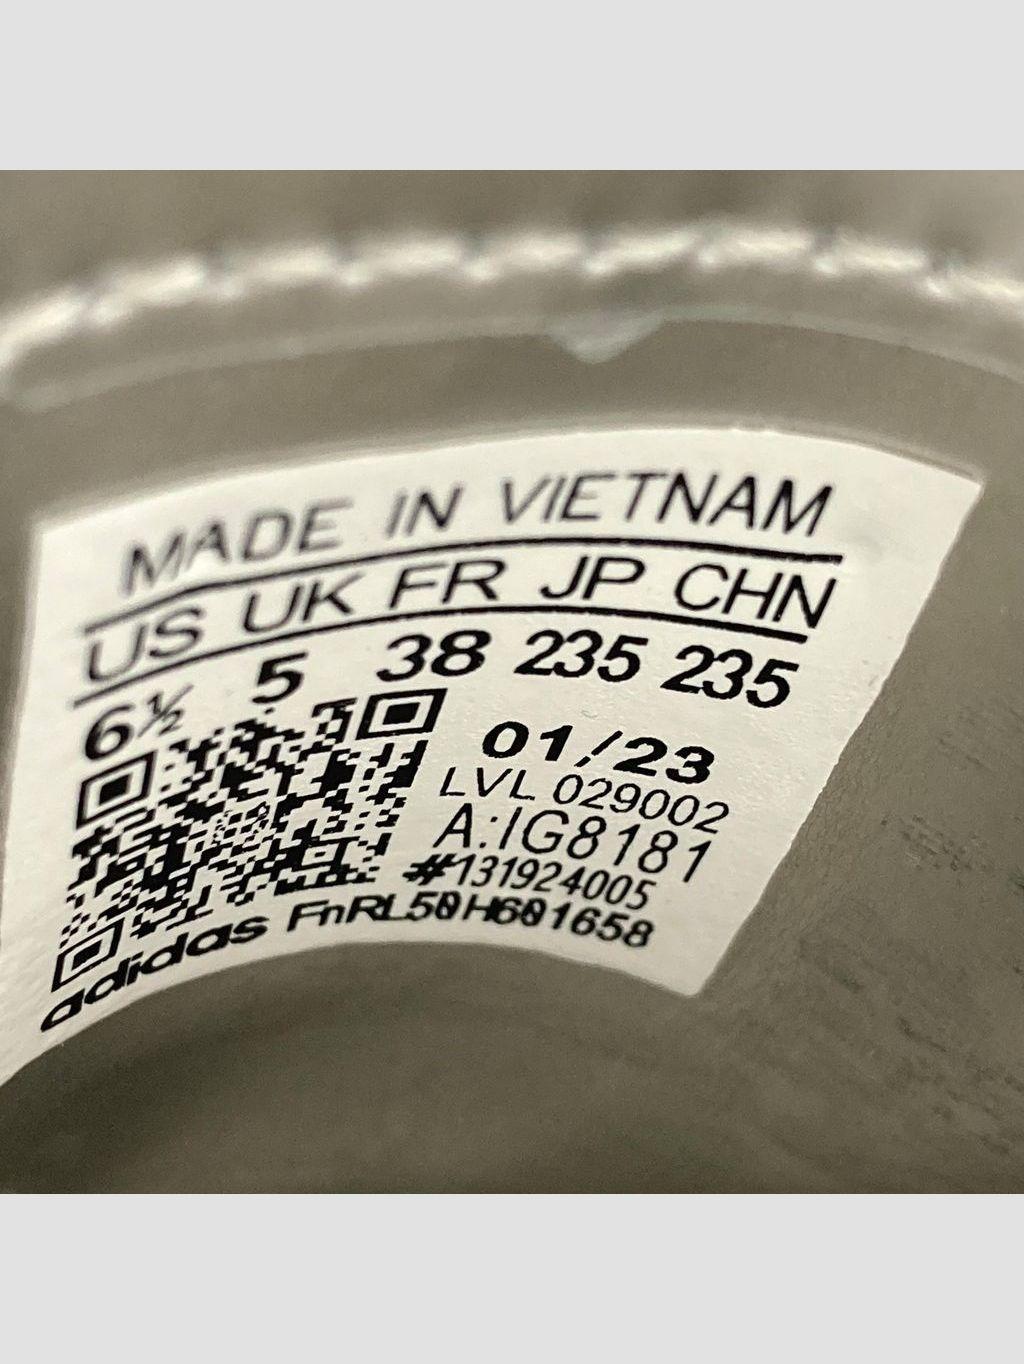 MADE IN VIETNAM
US UK FR JP CHN
6½ 5 38 235 235
01/23
LVL 029002
A:IG8181
#131924005
adidas FnRL50H601658